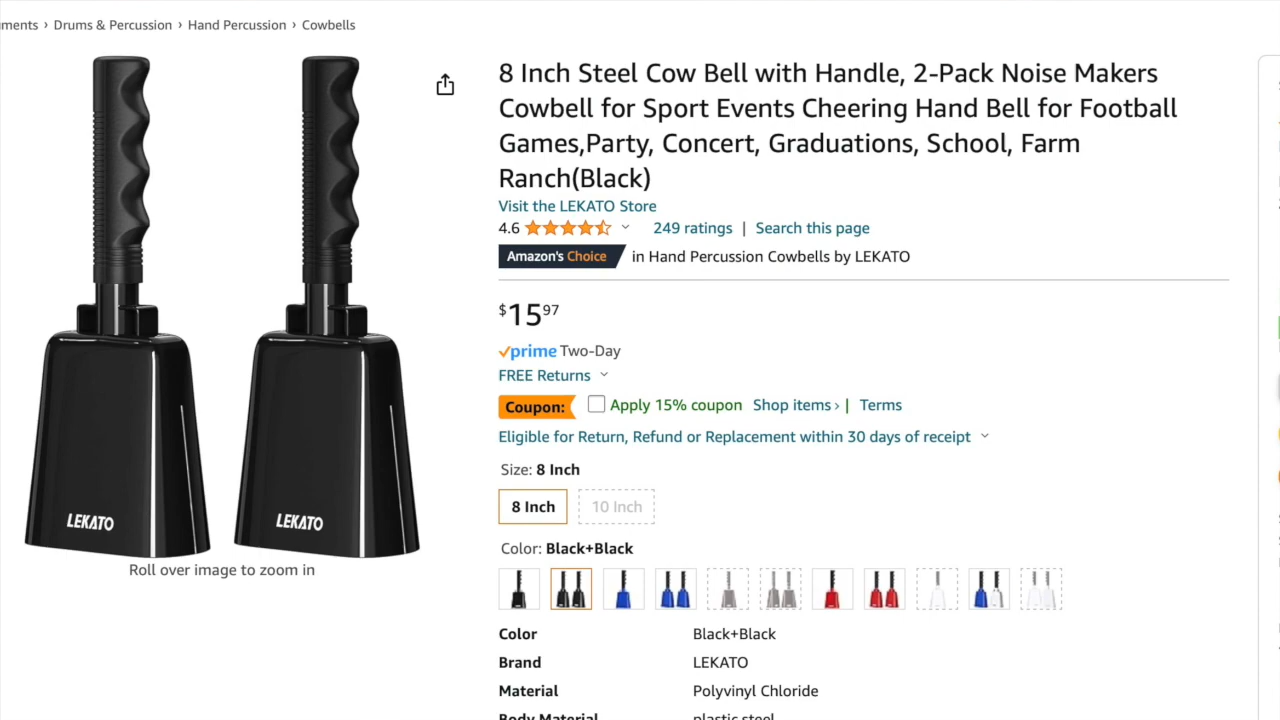 ments › Drums & Percussion › Hand Percussion › Cowbells
8 Inch Steel Cow Bell with Handle, 2-Pack Noise Makers
Cowbell for Sport Events Cheering Hand Bell for Football
Games,Party, Concert, Graduations, School, Farm
Ranch(Black)
Visit the LEKATO Store
4.6 249 ratings | Search this page
Amazon's Choice in Hand Percussion Cowbells by LEKATO
$15 97
prime Two-Day
FREE Returns
Coupon: Apply 15% coupon Shop items › | Terms
Eligible for Return, Refund or Replacement within 30 days of receipt
Size: 8 Inch
8 Inch 10 Inch
Color: Black+Black
Color Black+Black
Brand LEKATO
Material Polyvinyl Chloride
Body Material plastic steel
LEKATO LEKATO
Roll over image to zoom in